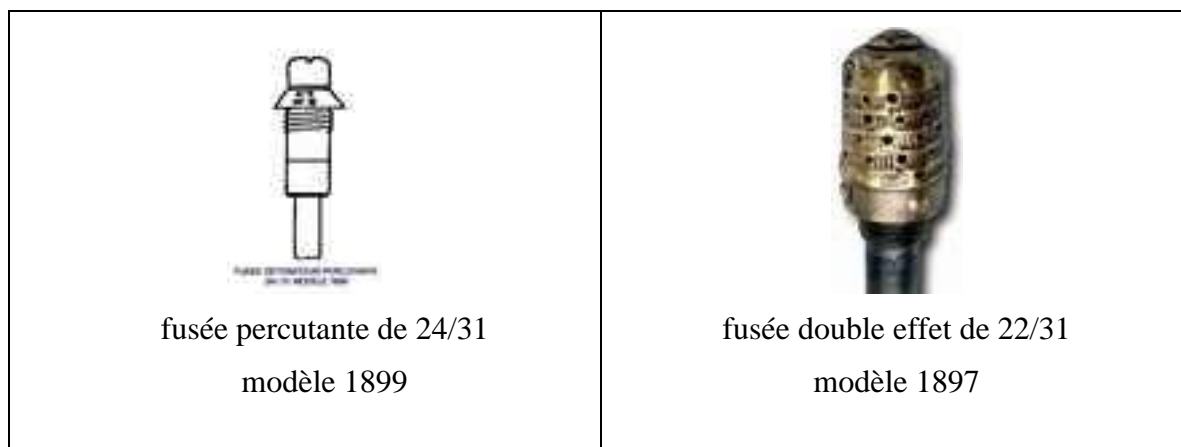 fusée percutante de 24/31
modèle 1899
fusée double effet de 22/31
modèle 1897